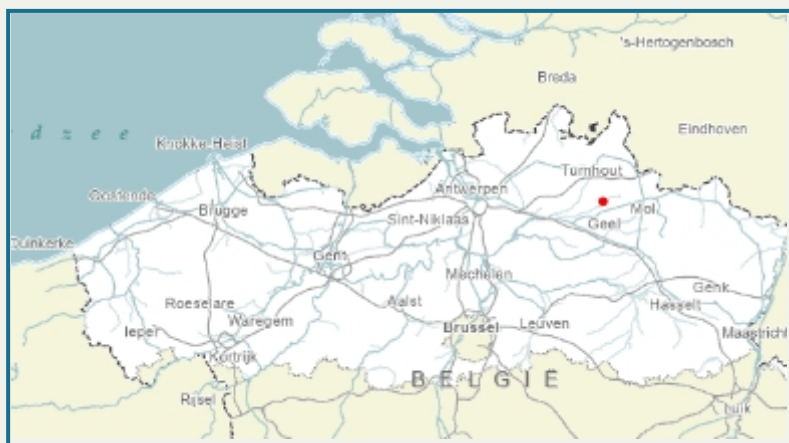 's-Hertogenbosch
Breda
Eindhoven
d z e e
Knokke-Heist
Turnhout
Oostende
Antwerpen
Brugge
Sint-Niklaas
Mol
Geel
Duinkerke
Gent
Mechelen
Genk
Roeselare
Aalst
Hasselt
Ieper
Waregem
Brussel
Leuven
Maastricht
Kortrijk
BELGIË
Rijsel
Luik